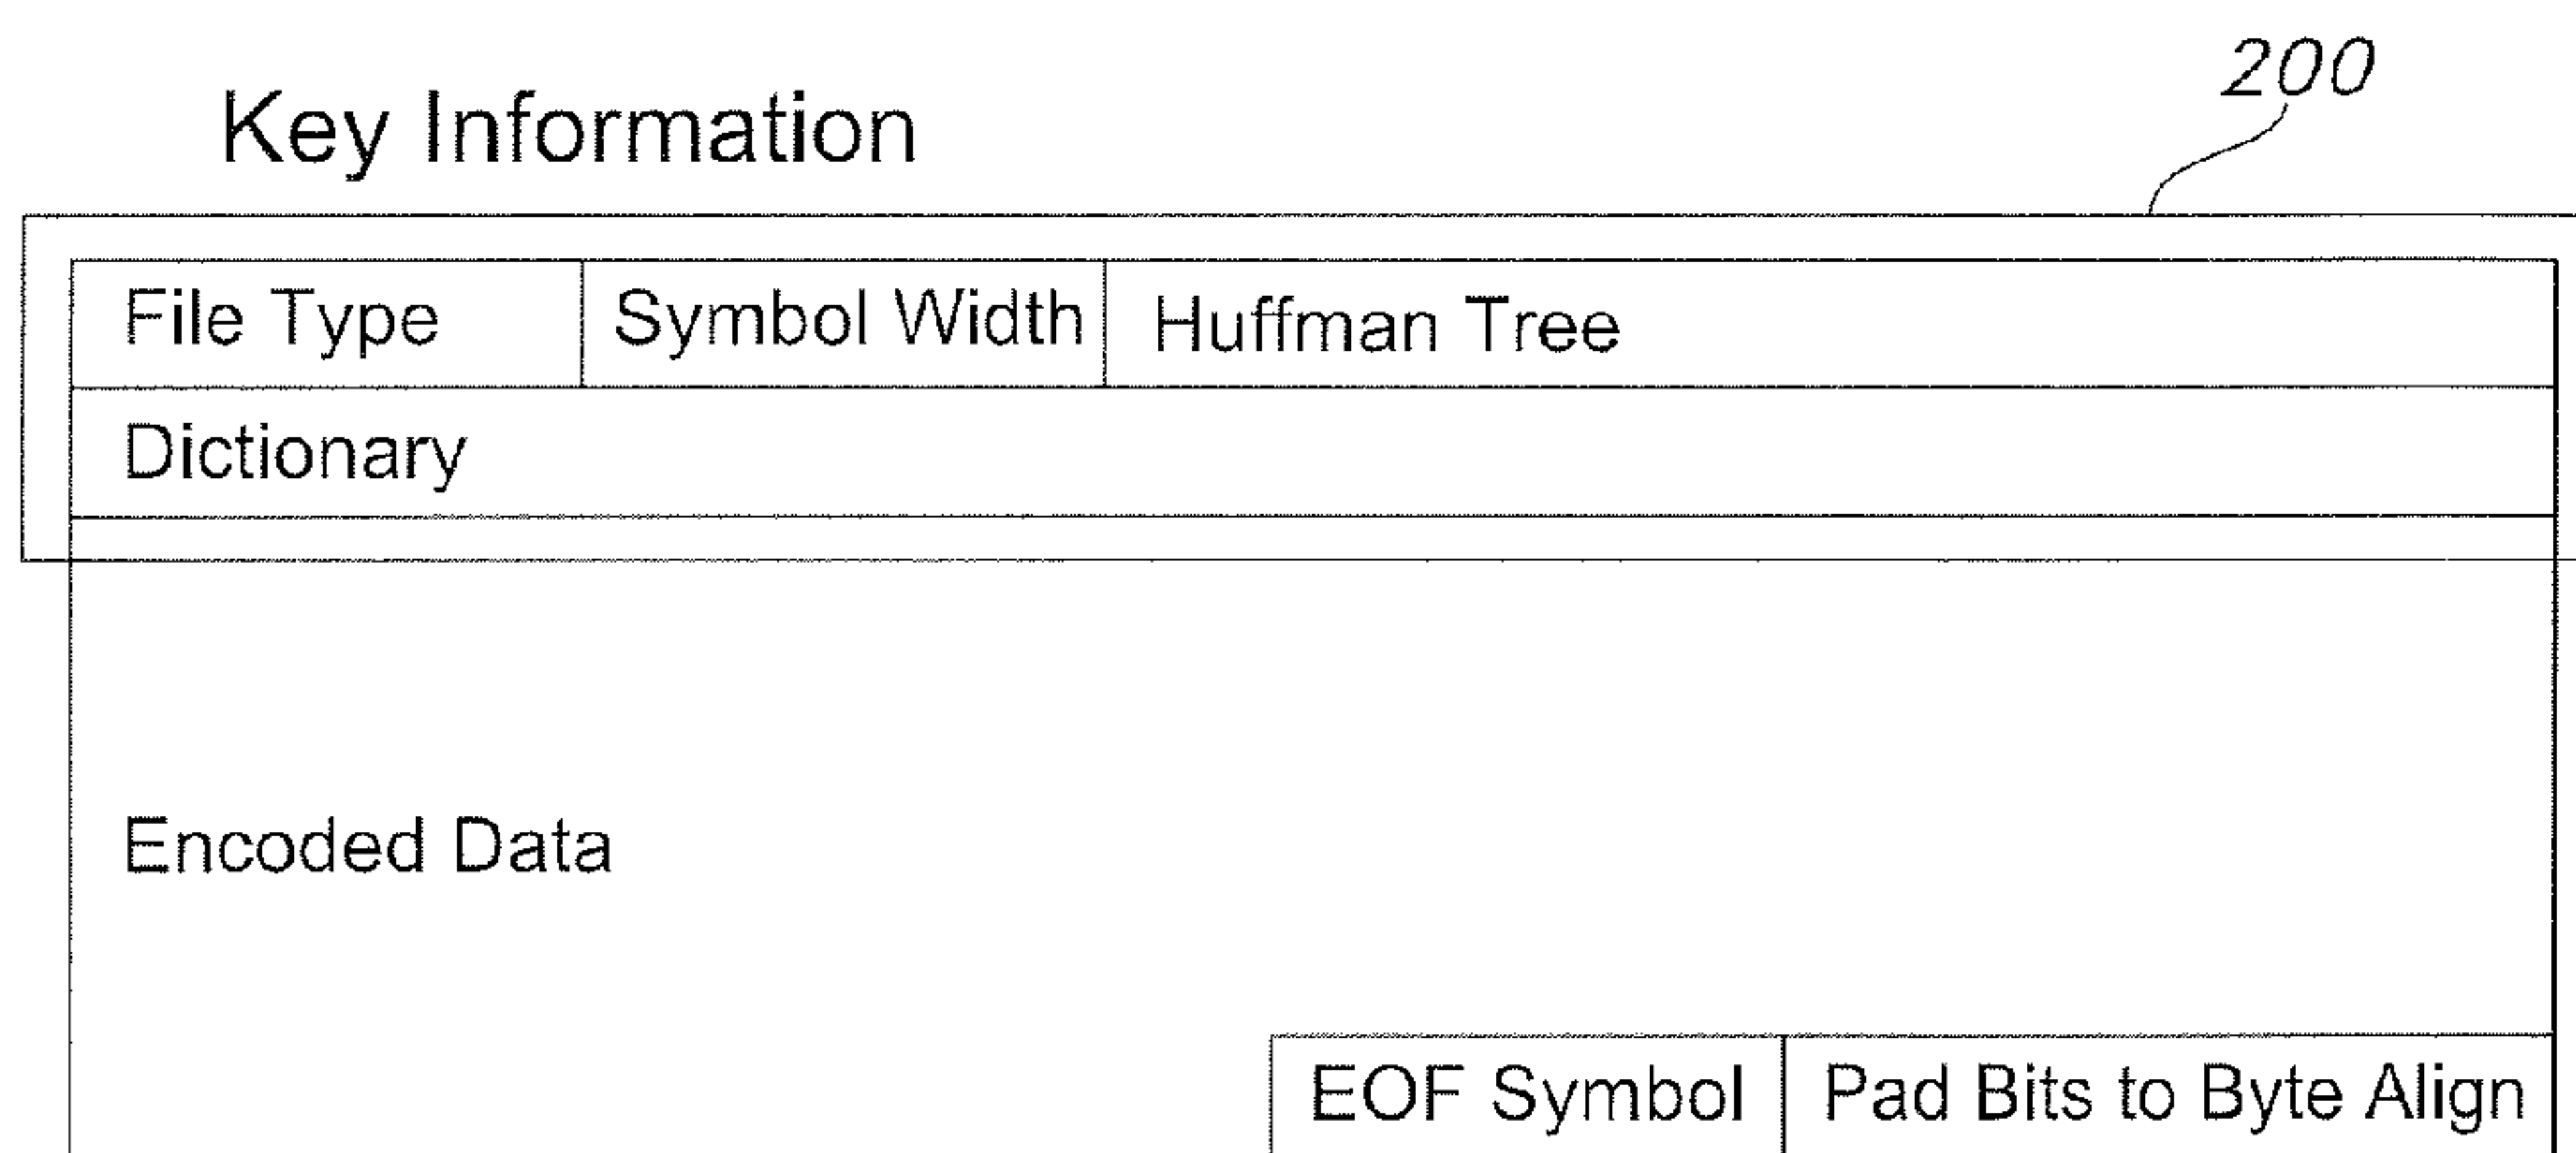 200
Key Information
File Type Symbol Width Huffman Tree
Dictionary
Encoded Data
EOF Symbol Pad Bits to Byte Align